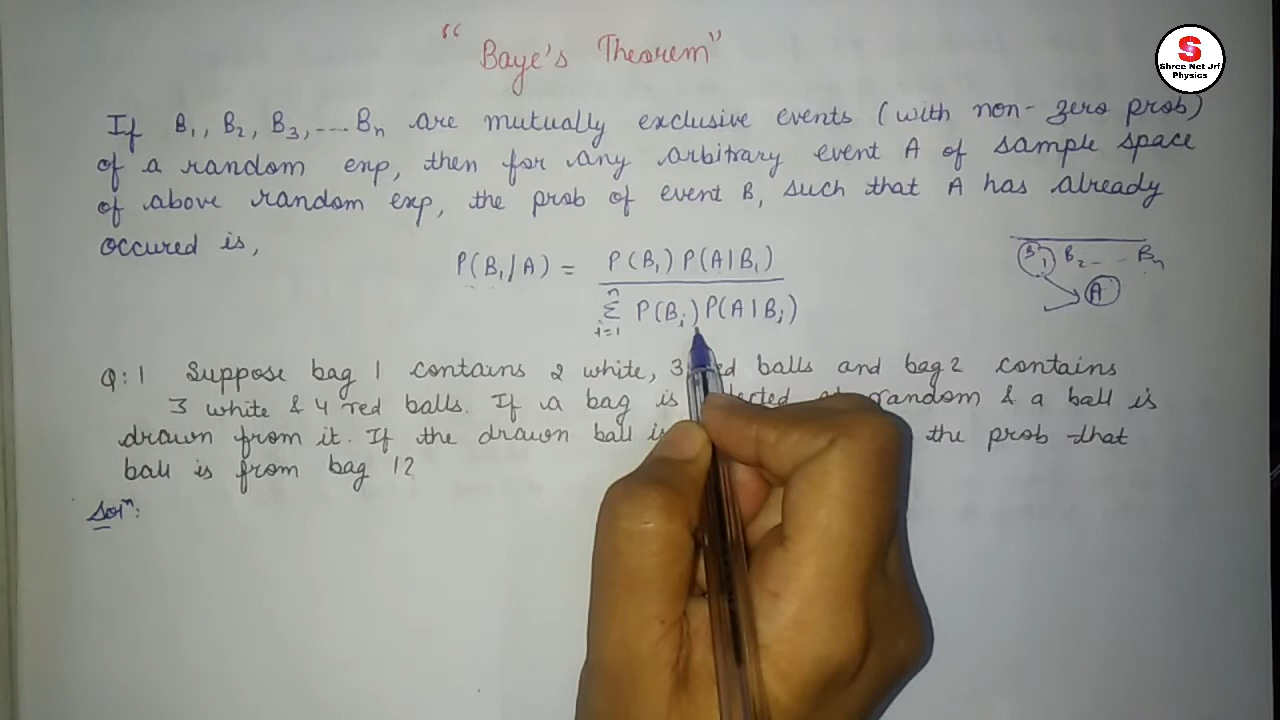 “Baye's Theorem”
S
Shree Net Jrf
Physics
If B₁, B₂, B₃, .... Bn are mutually exclusive events (with non-zero prob)
of a random exp, then for any arbitrary event A of sample space
of above random exp, the prob of event B, such that A has already
occured is,
P(B₁/A) = P(B₁) P(A|B₁)
n
Σ P(Bi) P(A|Bi)
i=1
B₁ B₂ - - Bn
A
Q:1 Suppose bag 1 contains 2 white, 3 red balls and bag 2 contains
3 white & 4 red balls. If a bag is at random & a ball is
drawn from it. If the drawn ball is the prob that
ball is from bag 1?
Solⁿ: